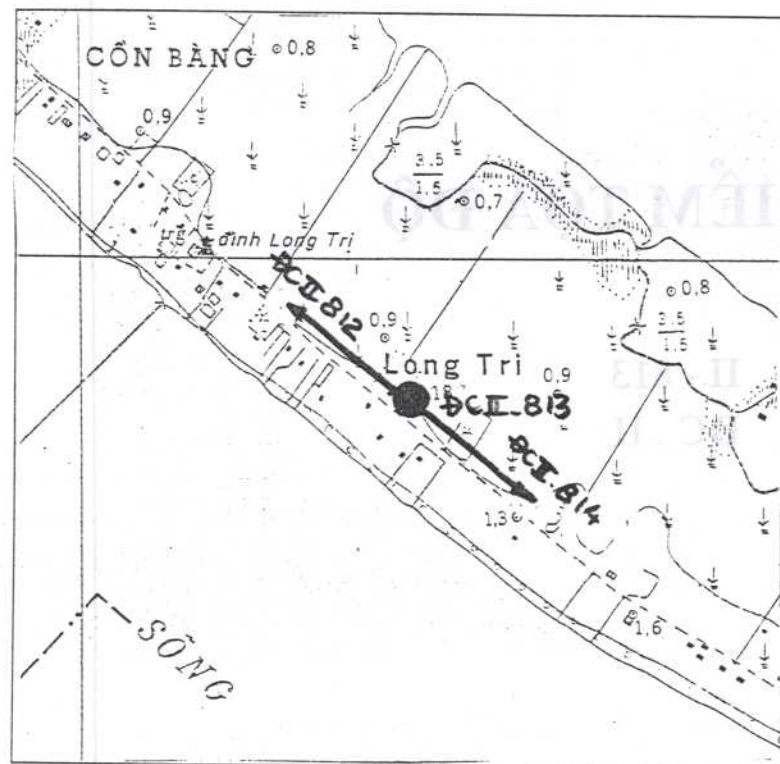 CỒN BÀNG
0,8
0,9
3.5
1.5
0,7
đình Long Trị
ĐCII 812
0,9
0,8
3.5
1.5
Long Trị
0,9
ĐCII-813
ĐCII-814
1,3
B
1,6
SÔNG